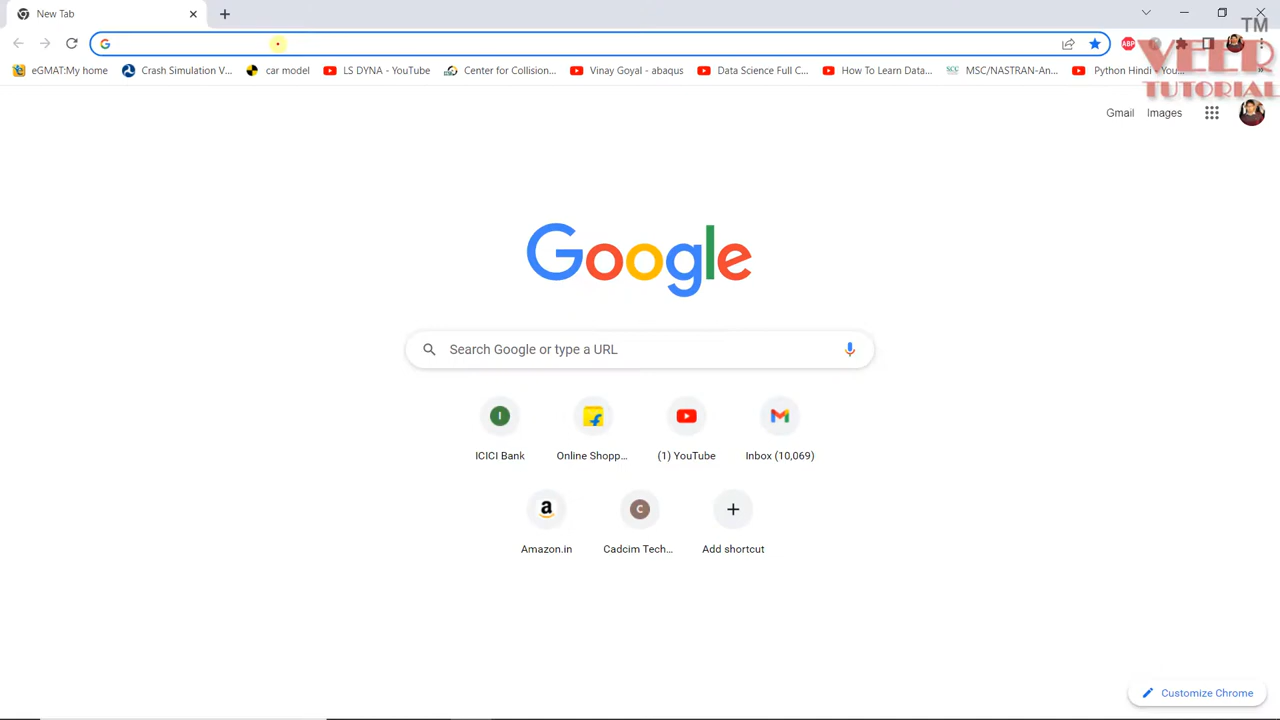 New Tab
TM
VEER
TUTORIAL
eGMAT:My home
Crash Simulation V...
car model
LS DYNA - YouTube
Center for Collision...
Vinay Goyal - abaqus
Data Science Full C...
How To Learn Data...
MSC/NASTRAN-An...
Python Hindi - You...
ABP
Gmail
Images
Google
Search Google or type a URL
ICICI Bank
Online Shopp...
(1) YouTube
Inbox (10,069)
Amazon.in
Cadcim Tech...
Add shortcut
Customize Chrome